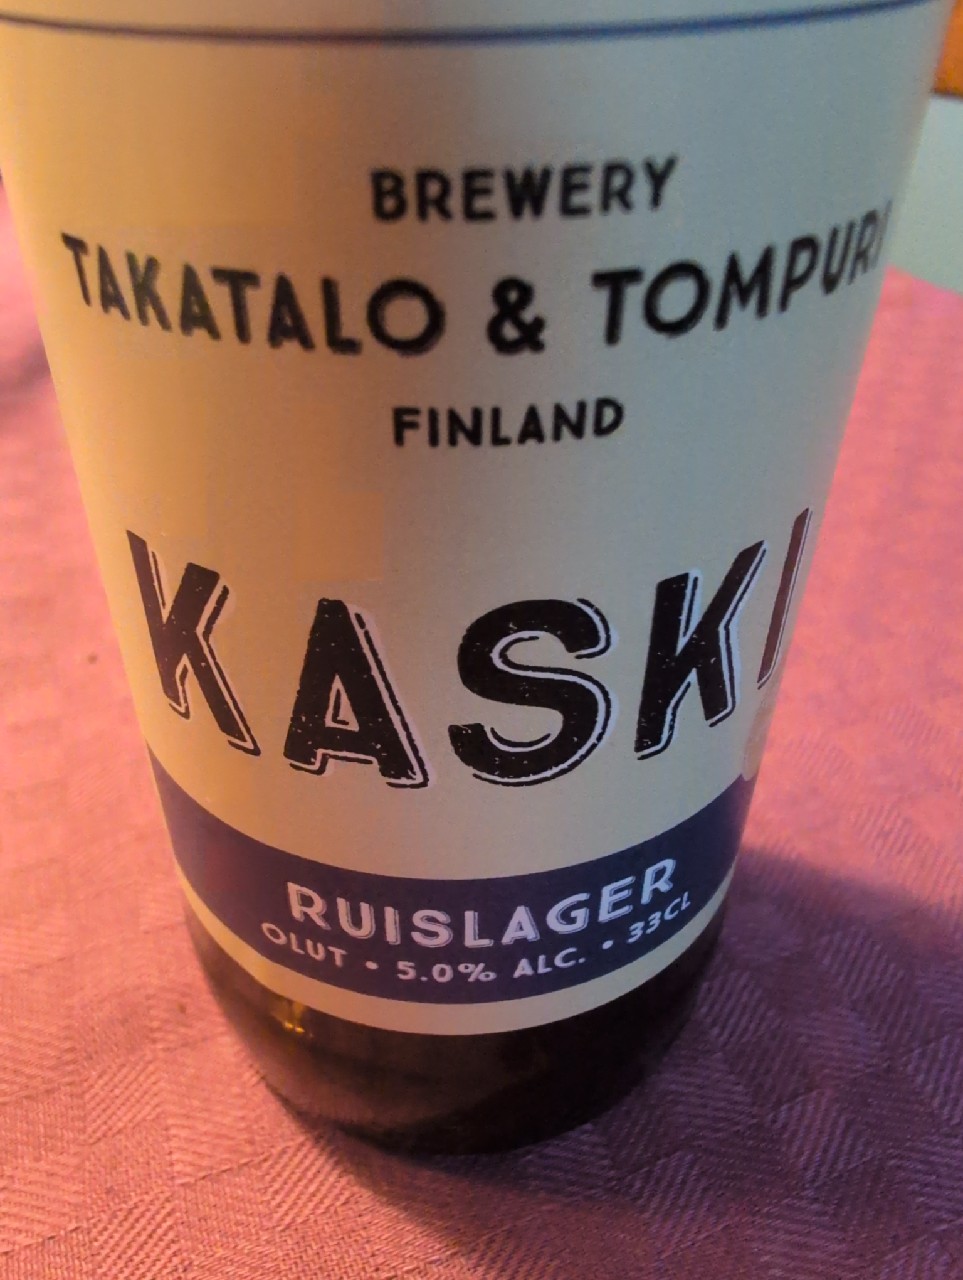 BREWERY
TAKATALO & TOMPURI
FINLAND
KASKI
RUISLAGER
OLUT • 5.0% ALC. • 33CL